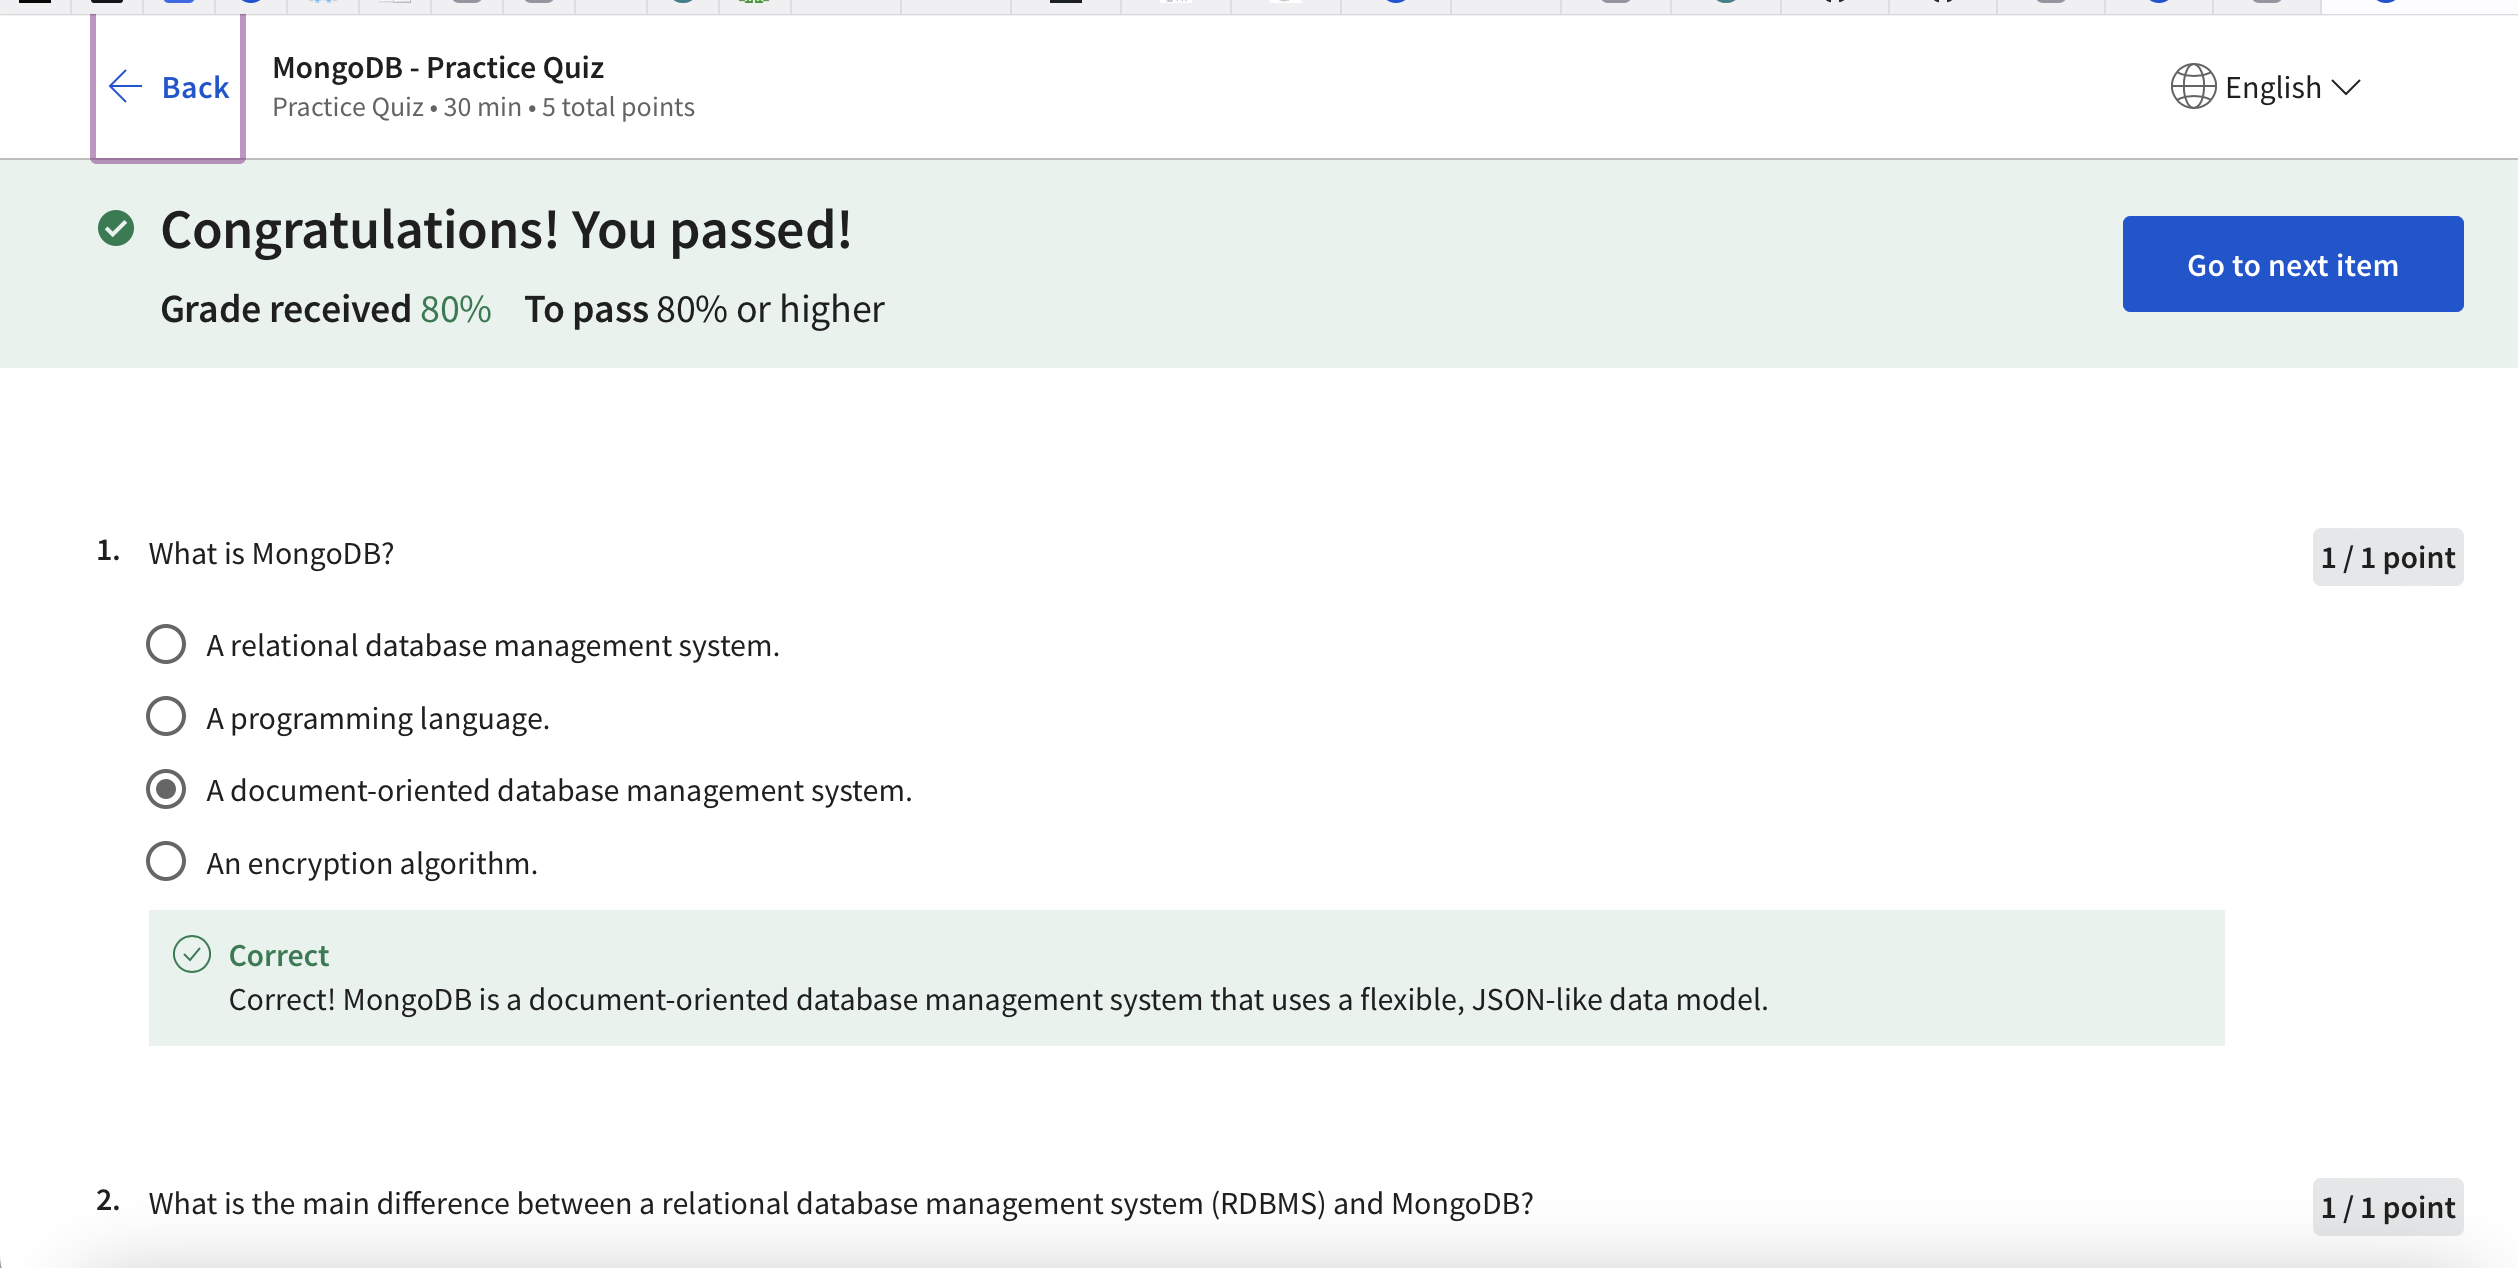 Back
MongoDB - Practice Quiz
Practice Quiz • 30 min • 5 total points
English
Congratulations! You passed!
Grade received 80% To pass 80% or higher
Go to next item
1. What is MongoDB?
1 / 1 point
A relational database management system.
A programming language.
A document-oriented database management system.
An encryption algorithm.
Correct
Correct! MongoDB is a document-oriented database management system that uses a flexible, JSON-like data model.
2. What is the main difference between a relational database management system (RDBMS) and MongoDB?
1 / 1 point